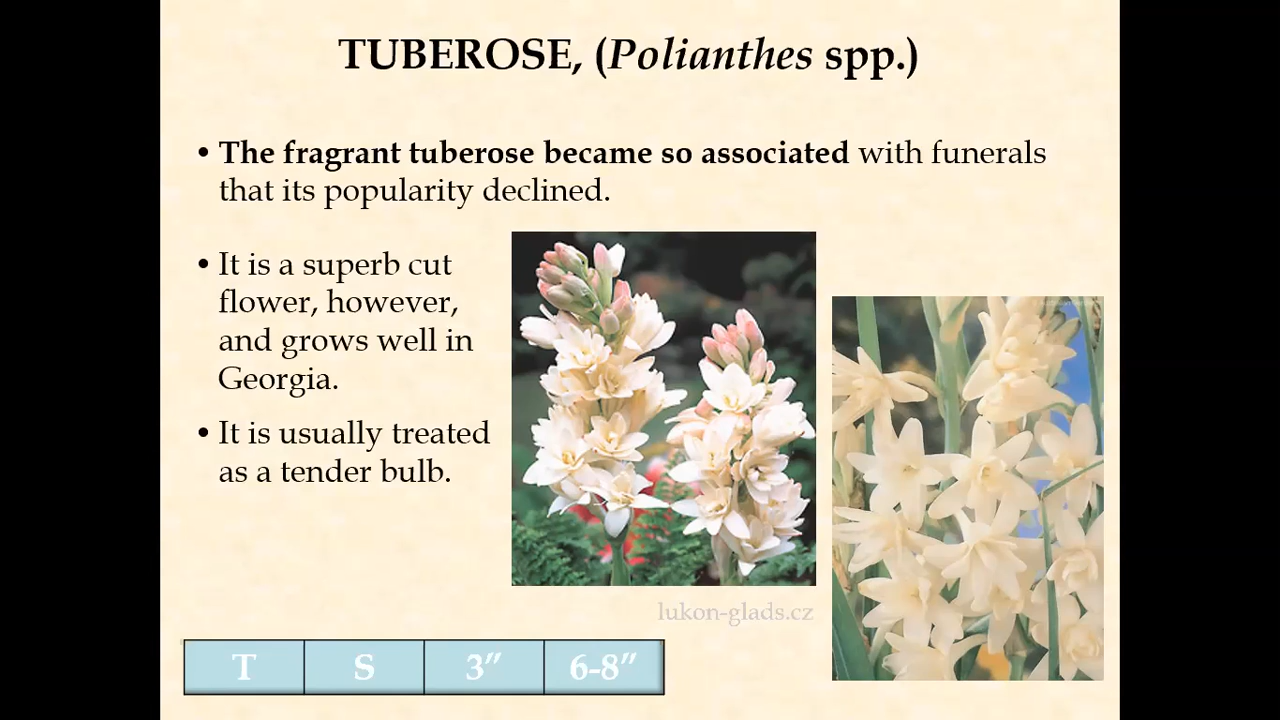 TUBEROSE, (Polianthes spp.)
• The fragrant tuberose became so associated with funerals
that its popularity declined.
• It is a superb cut
flower, however,
and grows well in
Georgia.
• It is usually treated
as a tender bulb.
lukon-glads.cz
T S 3″ 6-8″